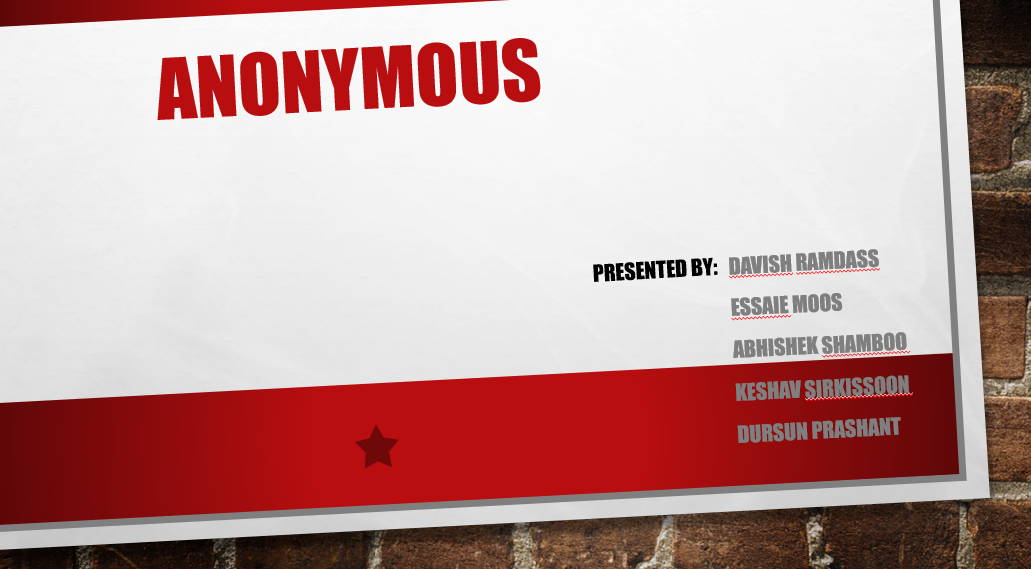 ANONYMOUS
PRESENTED BY: DAVISH RAMDASS
ESSAIE MOOS
ABHISHEK SHAMBOO
KESHAV SIRKISSOON
DURSUN PRASHANT